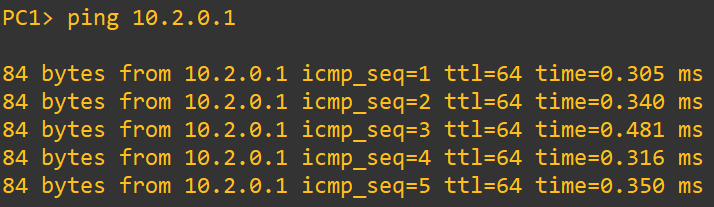 PC1> ping 10.2.0.1
84 bytes from 10.2.0.1 icmp_seq=1 ttl=64 time=0.305 ms
84 bytes from 10.2.0.1 icmp_seq=2 ttl=64 time=0.340 ms
84 bytes from 10.2.0.1 icmp_seq=3 ttl=64 time=0.481 ms
84 bytes from 10.2.0.1 icmp_seq=4 ttl=64 time=0.316 ms
84 bytes from 10.2.0.1 icmp_seq=5 ttl=64 time=0.350 ms